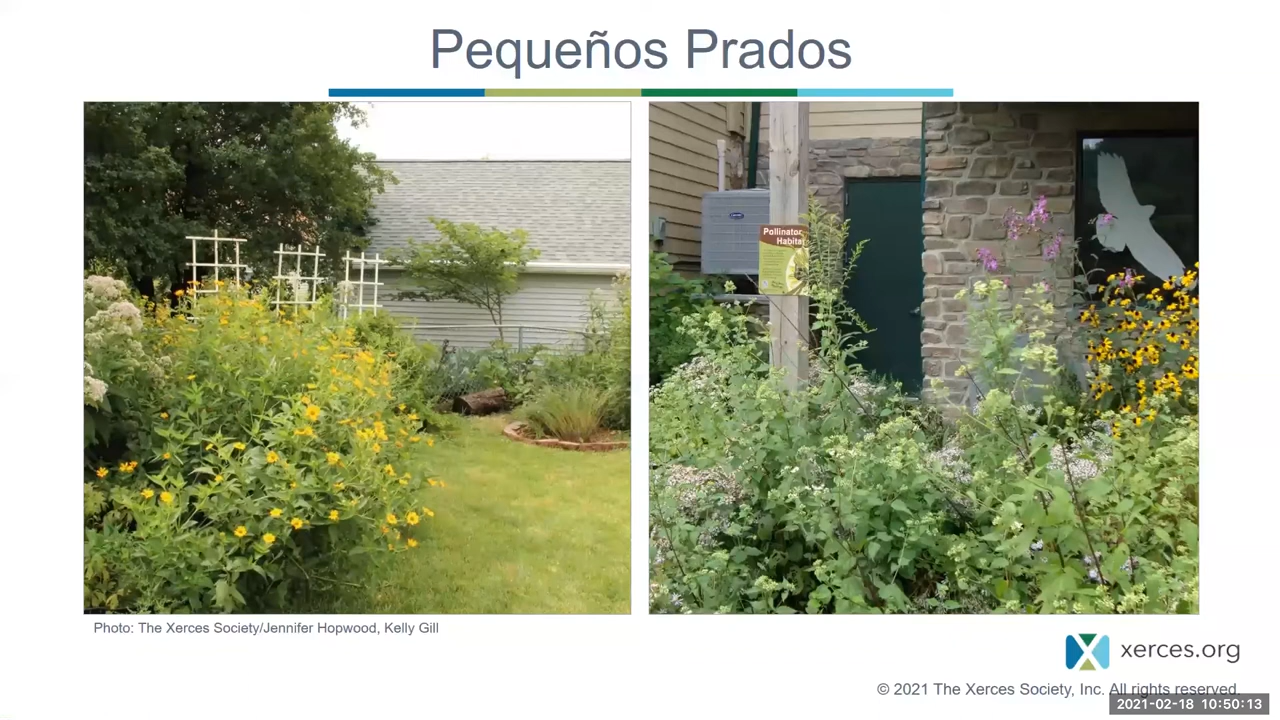 Pequeños Prados
Pollinator
Habitat
Photo: The Xerces Society/Jennifer Hopwood, Kelly Gill
xerces.org
© 2021 The Xerces Society, Inc. All rights reserved.
2021-02-18 10:50:13